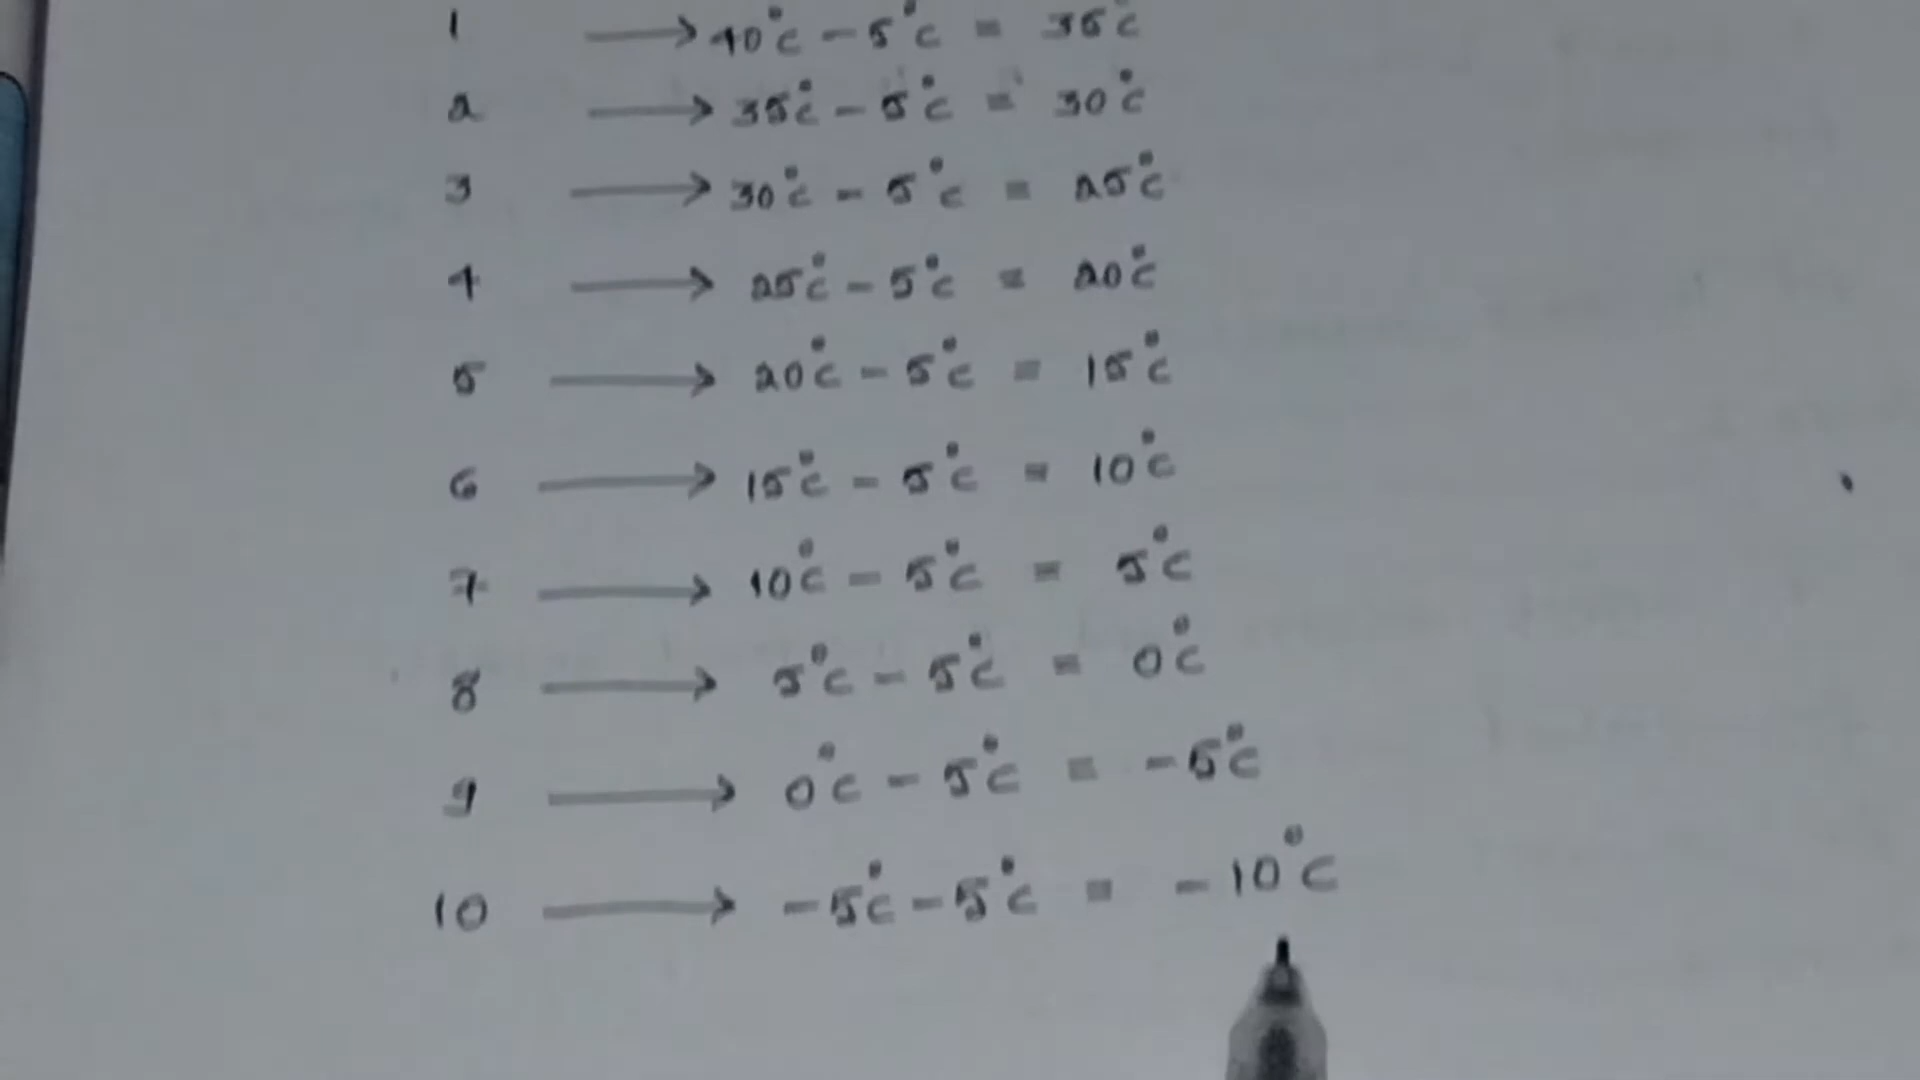 1 → 40°C - 5°C = 35°C
2 → 35°C - 5°C = 30°C
3 → 30°C - 5°C = 25°C
4 → 25°C - 5°C = 20°C
5 → 20°C - 5°C = 15°C
6 → 15°C - 5°C = 10°C
7 → 10°C - 5°C = 5°C
8 → 5°C - 5°C = 0°C
9 → 0°C - 5°C = -5°C
10 → -5°C - 5°C = -10°C